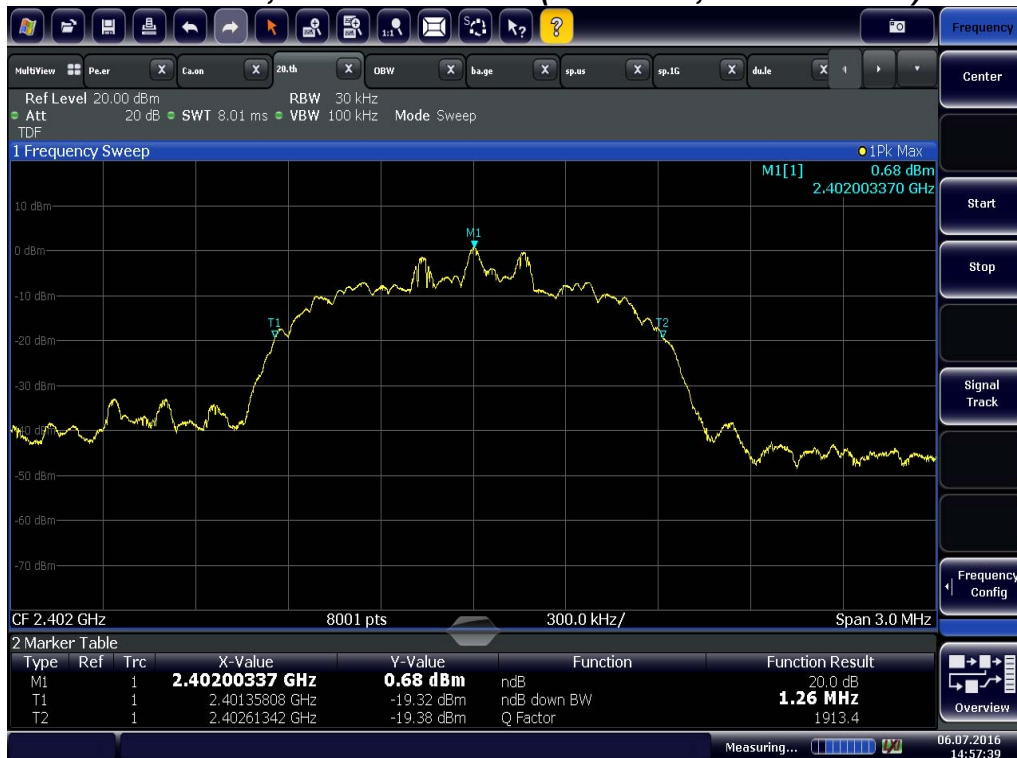 Frequency
MultiView Pe.er X Ca.on X 20.th X OBW X ba.ge X sp.us X sp.1G X du.le X
Ref Level 20.00 dBm RBW 30 kHz
Att 20 dB SWT 8.01 ms VBW 100 kHz Mode Sweep
TDF
1 Frequency Sweep 1Pk Max
M1[1] 0.68 dBm
2.402003370 GHz
10 dBm
M1
0 dBm
-10 dBm
T1
T2
-20 dBm
-30 dBm
-40 dBm
-50 dBm
-60 dBm
-70 dBm
CF 2.402 GHz 8001 pts 300.0 kHz/ Span 3.0 MHz
2 Marker Table
Type Ref Trc X-Value Y-Value Function Function Result
M1 1 2.40200337 GHz 0.68 dBm ndB 20.0 dB
T1 1 2.40135808 GHz -19.32 dBm ndB down BW 1.26 MHz
T2 1 2.40261342 GHz -19.38 dBm Q Factor 1913.4
Measuring...
06.07.2016
14:57:39
Center
Start
Stop
Signal
Track
Frequency
Config
Overview
1:1
S
?
?